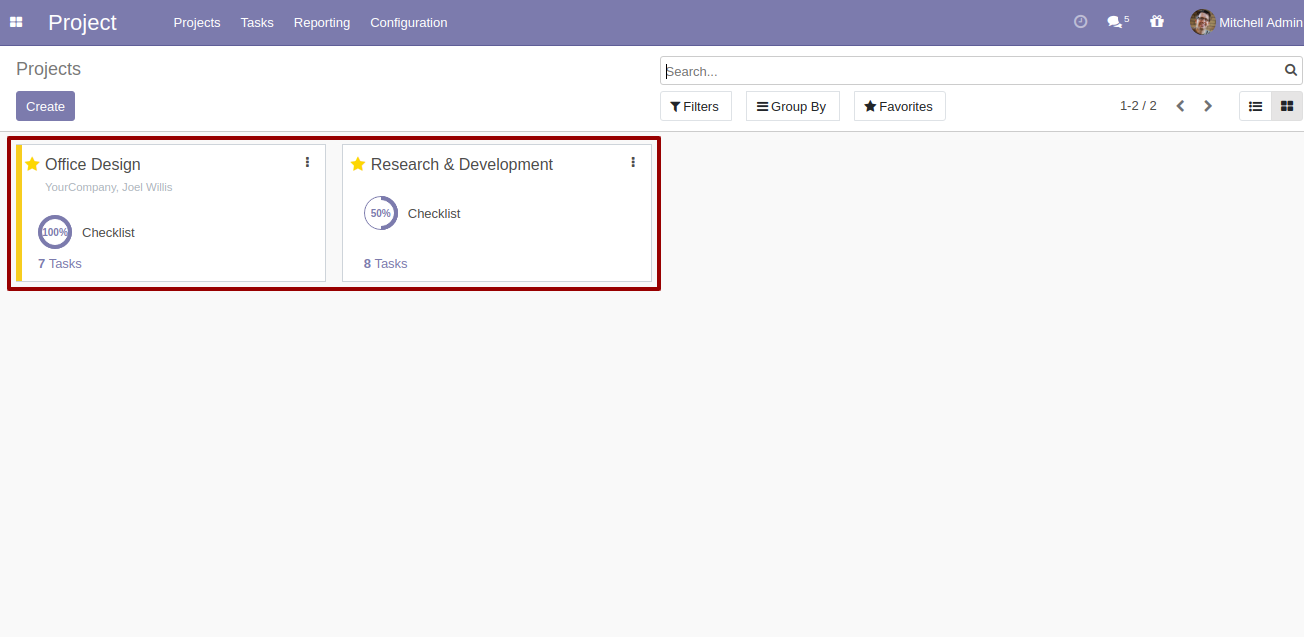 Project Projects Tasks Reporting Configuration 5 Mitchell Admin
Projects
Search...
Create
Filters Group By Favorites 1-2 / 2
Office Design
YourCompany, Joel Willis
100% Checklist
7 Tasks
Research & Development
50% Checklist
8 Tasks